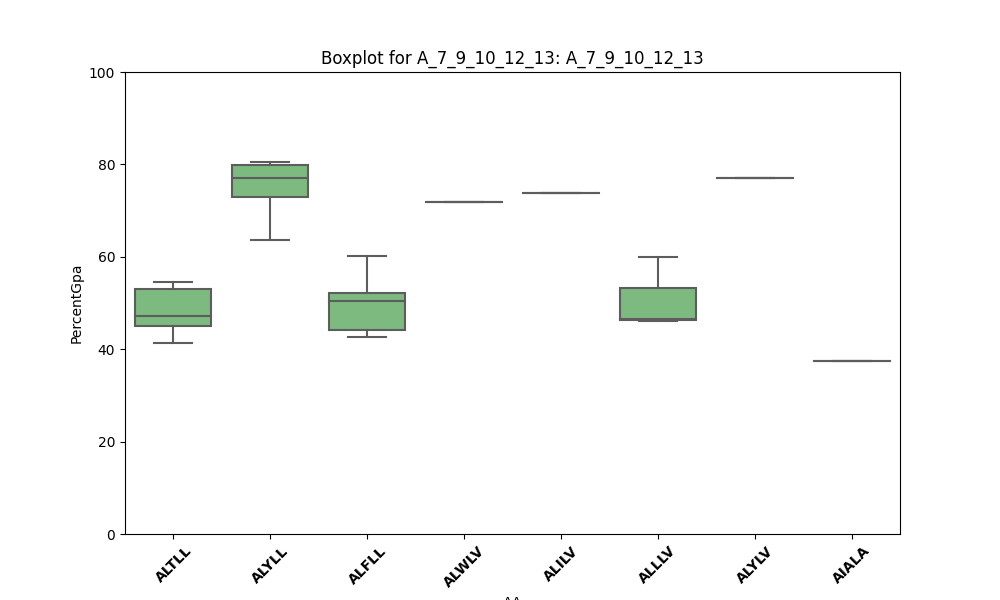 Boxplot for A_7_9_10_12_13: A_7_9_10_12_13
100
80
60
40
20
0
PercentGpa
ALTLL
ALYLL
ALFLL
ALWLV
ALILV
ALLLV
ALYLV
AIALA